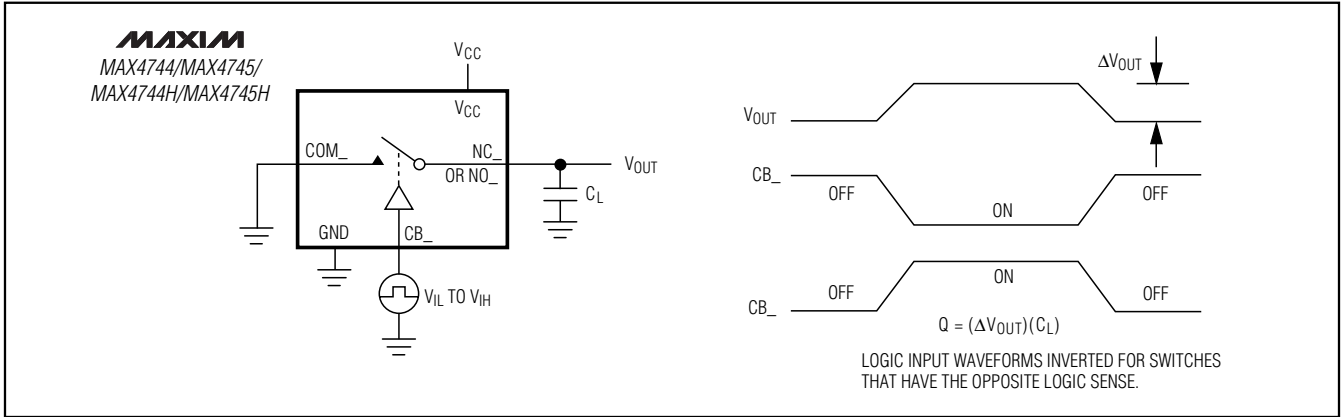 MAXIM
MAX4744/MAX4745/
MAX4744H/MAX4745H
VCC
VCC
COM_
NC_
OR NO_
VOUT
CL
GND
CB_
VIL TO VIH
ΔVOUT
VOUT
CB_
OFF
ON
OFF
CB_
OFF
ON
OFF
Q = (ΔVOUT)(CL)
LOGIC INPUT WAVEFORMS INVERTED FOR SWITCHES
THAT HAVE THE OPPOSITE LOGIC SENSE.